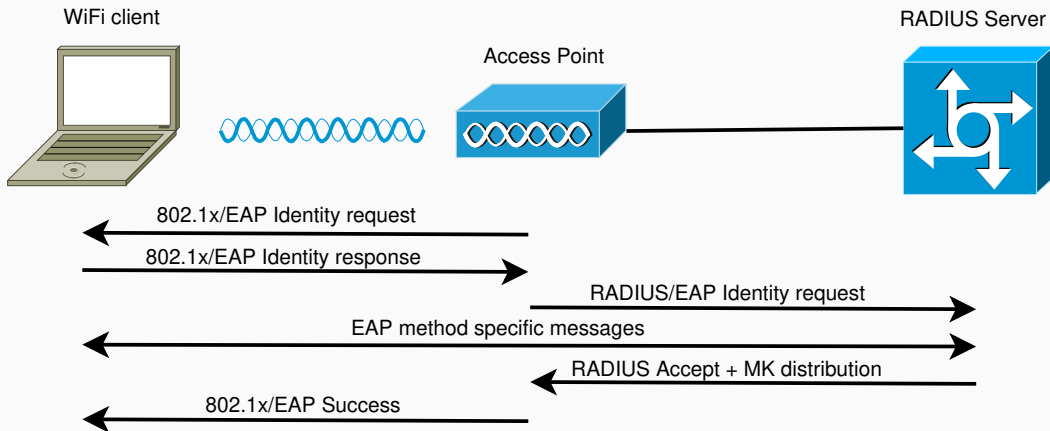 WiFi client
RADIUS Server
Access Point
802.1x/EAP Identity request
802.1x/EAP Identity response
RADIUS/EAP Identity request
EAP method specific messages
RADIUS Accept + MK distribution
802.1x/EAP Success